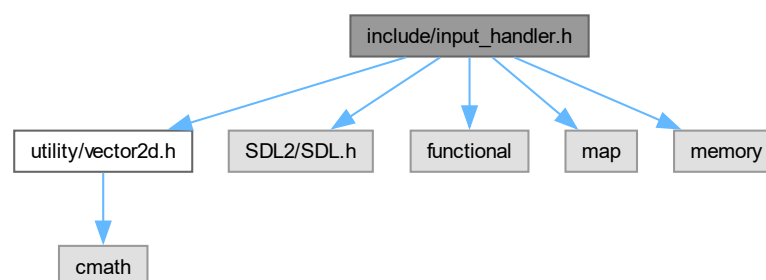 include/input_handler.h
utility/vector2d.h
SDL2/SDL.h
functional
map
memory
cmath